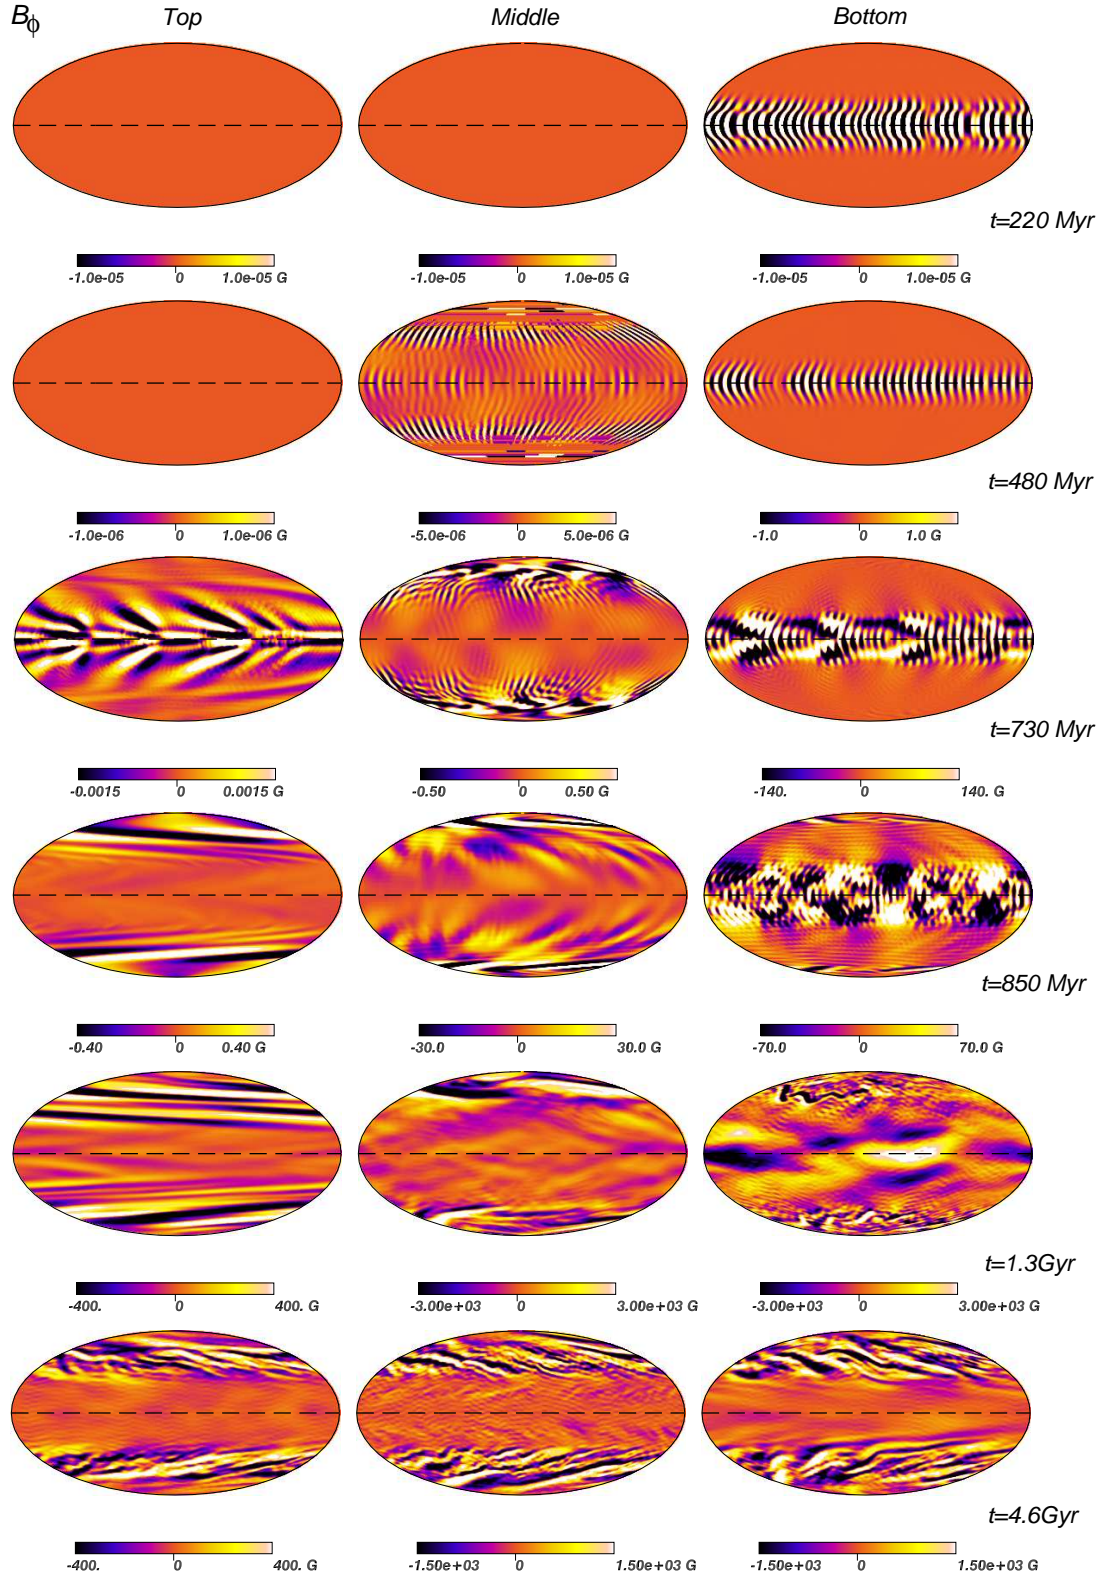 Bϕ Top Middle Bottom
t=220 Myr
-1.0e-05 0 1.0e-05 G -1.0e-05 0 1.0e-05 G -1.0e-05 0 1.0e-05 G
t=480 Myr
-1.0e-06 0 1.0e-06 G -5.0e-06 0 5.0e-06 G -1.0 0 1.0 G
t=730 Myr
-0.0015 0 0.0015 G -0.50 0 0.50 G -140. 0 140. G
t=850 Myr
-0.40 0 0.40 G -30.0 0 30.0 G -70.0 0 70.0 G
t=1.3Gyr
-400. 0 400. G -3.00e+03 0 3.00e+03 G -3.00e+03 0 3.00e+03 G
t=4.6Gyr
-400. 0 400. G -1.50e+03 0 1.50e+03 G -1.50e+03 0 1.50e+03 G